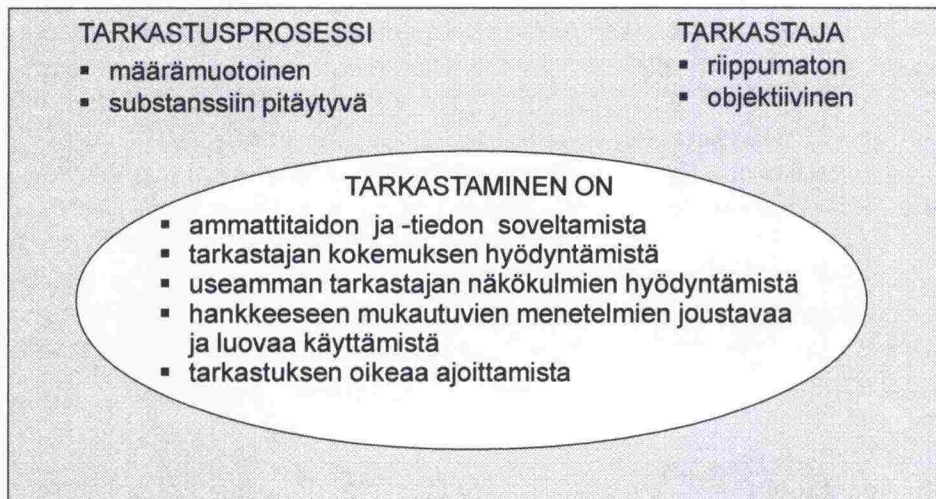 TARKASTUSPROSESSI
▪ määrämuotoinen
▪ substanssiin pitäytyvä
TARKASTAJA
▪ riippumaton
▪ objektiivinen
TARKASTAMINEN ON
▪ ammattitaidon ja -tiedon soveltamista
▪ tarkastajan kokemuksen hyödyntämistä
▪ useamman tarkastajan näkökulmien hyödyntämistä
▪ hankkeeseen mukautuvien menetelmien joustavaa
ja luovaa käyttämistä
▪ tarkastuksen oikeaa ajoittamista